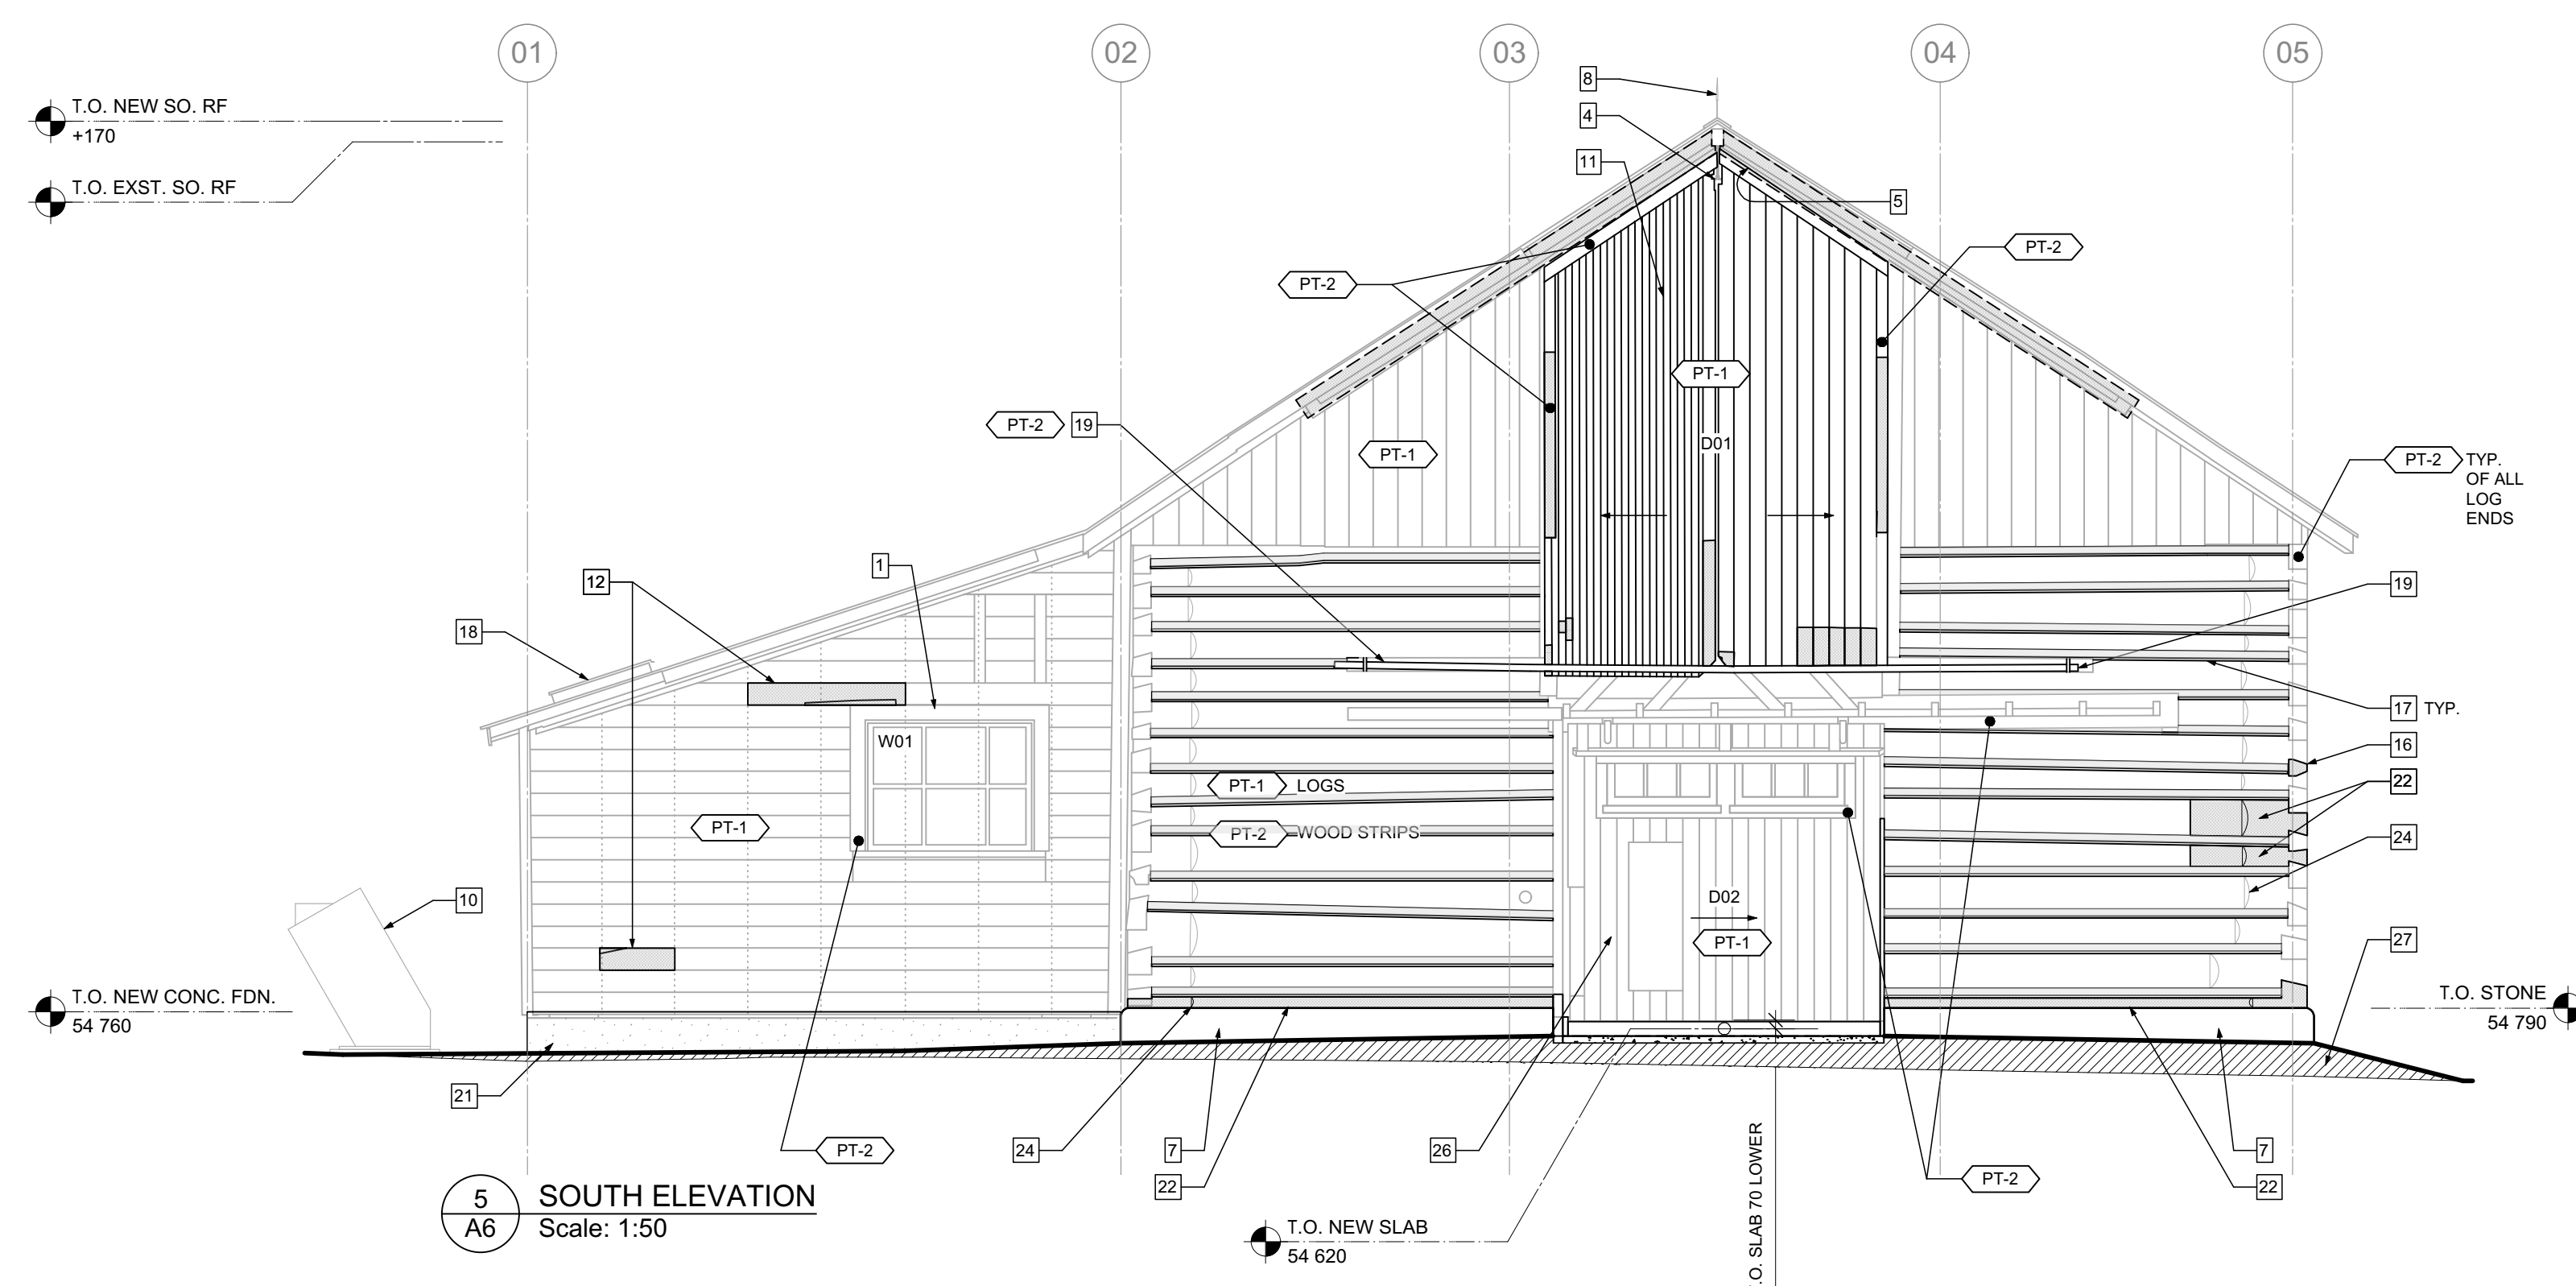 01
02
03
04
05
T.O. NEW SO. RF
+170
T.O. EXST. SO. RF
8
4
11
5
PT-2
PT-2
PT-1
D01
PT-2
19
PT-1
PT-2
TYP.
OF ALL
LOG
ENDS
12
1
18
19
W01
17 TYP.
16
22
PT-1 LOGS
PT-1
PT-2 WOOD STRIPS
24
10
D02
PT-1
27
T.O. NEW CONC. FDN.
54 760
T.O. STONE
54 790
21
PT-2
24
7
22
26
PT-2
7
22
5
A6
SOUTH ELEVATION
Scale: 1:50
T.O. NEW SLAB
54 620
.O. SLAB 70 LOWER